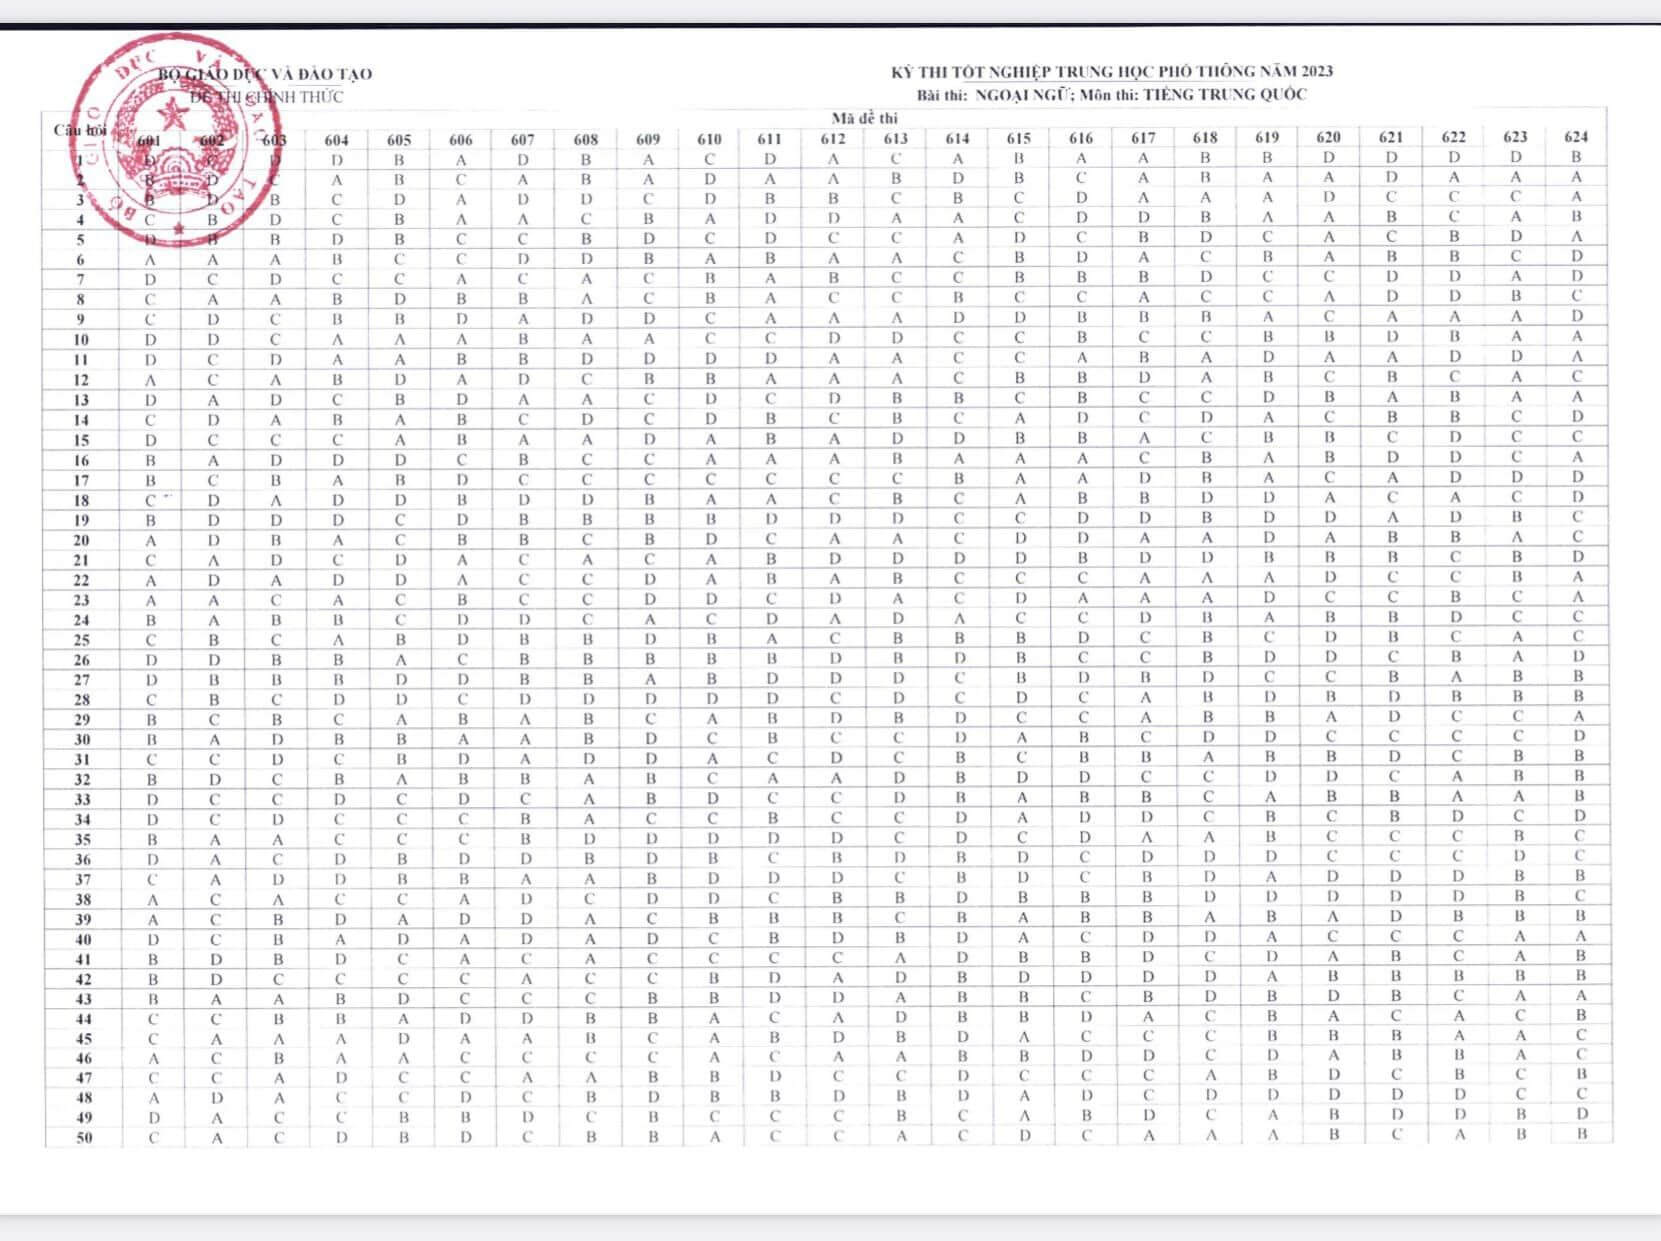 BỘ GIÁO DỤC VÀ ĐÀO TẠO
ĐỀ THI CHÍNH THỨC
KỲ THI TỐT NGHIỆP TRUNG HỌC PHỔ THÔNG NĂM 2023
Bài thi: NGOẠI NGỮ; Môn thi: TIẾNG TRUNG QUỐC
Mã đề thi
Câu hỏi 601 602 603 604 605 606 607 608 609 610 611 612 613 614 615 616 617 618 619 620 621 622 623 624
1 D C D D B A D B A C D A C A B A A B B D D D D B
2 B D C A B C A B A D A A B D B C A B A A D A A A
3 B D B C D A D D C D B B C B C D A A A D C C C A
4 C B D C B A A C B A D D A A C D D B A A B C A B
5 D B B D B C C B D C D C C A D C B D C A C B D A
6 A A A B C C D D B A B A A C B D A C B A B B C D
7 D C D C C A C A C B A B C C B B B D C C D D A D
8 C A A B D B B A C B A C C B C C A C C A D D B C
9 C D C B B D A D D C A A A D D B B B A C A A A D
10 D D C A A A B A A C C D D C C B C C B B D B A A
11 D C D A A B B D D D D A A C C A B A D A A D D A
12 A C A B D A D C B B A A A C B B D A B C B C A C
13 D A D C B D A A C D C D B B C B C C D B A B A A
14 C D A B A B C D C D B C B C A D C D A C B B C D
15 D C C C A B A A D A B A D D B B A C B B C D C C
16 B A D D D C B C C A A A B A A A C B A B D D C A
17 B C B A B D C C C C C C C B A A D B A C A D D D
18 C D A D D B D D B A A C B C A B B D D A C A C D
19 B D D D C D B B B B D D D C C D D B D D A D B C
20 A D B A C B B C B D C A A C D D A A D A B B A C
21 C A D C D A C A C A B D D D D B D D B B B C B D
22 A D A D D A C C D A B A B C C C A A A D C C B A
23 A A C A C B C C D D C D A C D A A A D C C B C A
24 B A B B C D D C A C D A D A C C D B A B B D C C
25 C B C A B D B B D B A C B B B D C B C D B C A C
26 D D B B A C B B B B B D B D B C C B D D C B A D
27 D B B B D D B B A B D D D C B D B D C C B A B B
28 C B C D D C D D D D D C D C D C A B D B D B B B
29 B C B C A B A B C A B D B D C C A B B A D C C A
30 B A D B B A A B D C B C C D A B C D D C C C C D
31 C C D C B D A D D A C D C B C B B A B B D C B B
32 B D C B A B B A B C A A D B D D C C D D C A B B
33 D C C D C D C A B D C C D B A B B C A B B A A B
34 D C D C C C B A C C B C C D A D D C B C B D C D
35 B A A C C C B D D D D D C D C D A A B C C C B C
36 D A C D B D D B D B C B D B D C D D D C C C D C
37 C A D D B B A A B D D D C B D C B D A D D D B B
38 A C A C C A D C D D C B B D B B B D D D D D B C
39 A C B D A D D A C B B B C B A B B A B A D B B B
40 D C B A D A D A D C B D B D A C D D A C C C A A
41 B D B D C A C A C C C C A D B B D C D A B C A B
42 B D C C C C A C C B D A D B D D D D A B B B B B
43 B A A B D C C C B B D D A B B C B D B D B C A A
44 C C B B A D D B B A C A D B B D A C B A C A C B
45 C A A A D A A B C A B D B D A C C C B B B A A C
46 A C B A A C C C C A C A A B B D D C D A B B A C
47 C C A D C C A A B B D C C D C C C A B D C B C B
48 A D A C C D C B D B B D B D A D C D D D D D C C
49 D A C C B B D C B C C C B C A B D C A B D D B D
50 C A C D B D C B B A C C A C D C A A A B C A B B